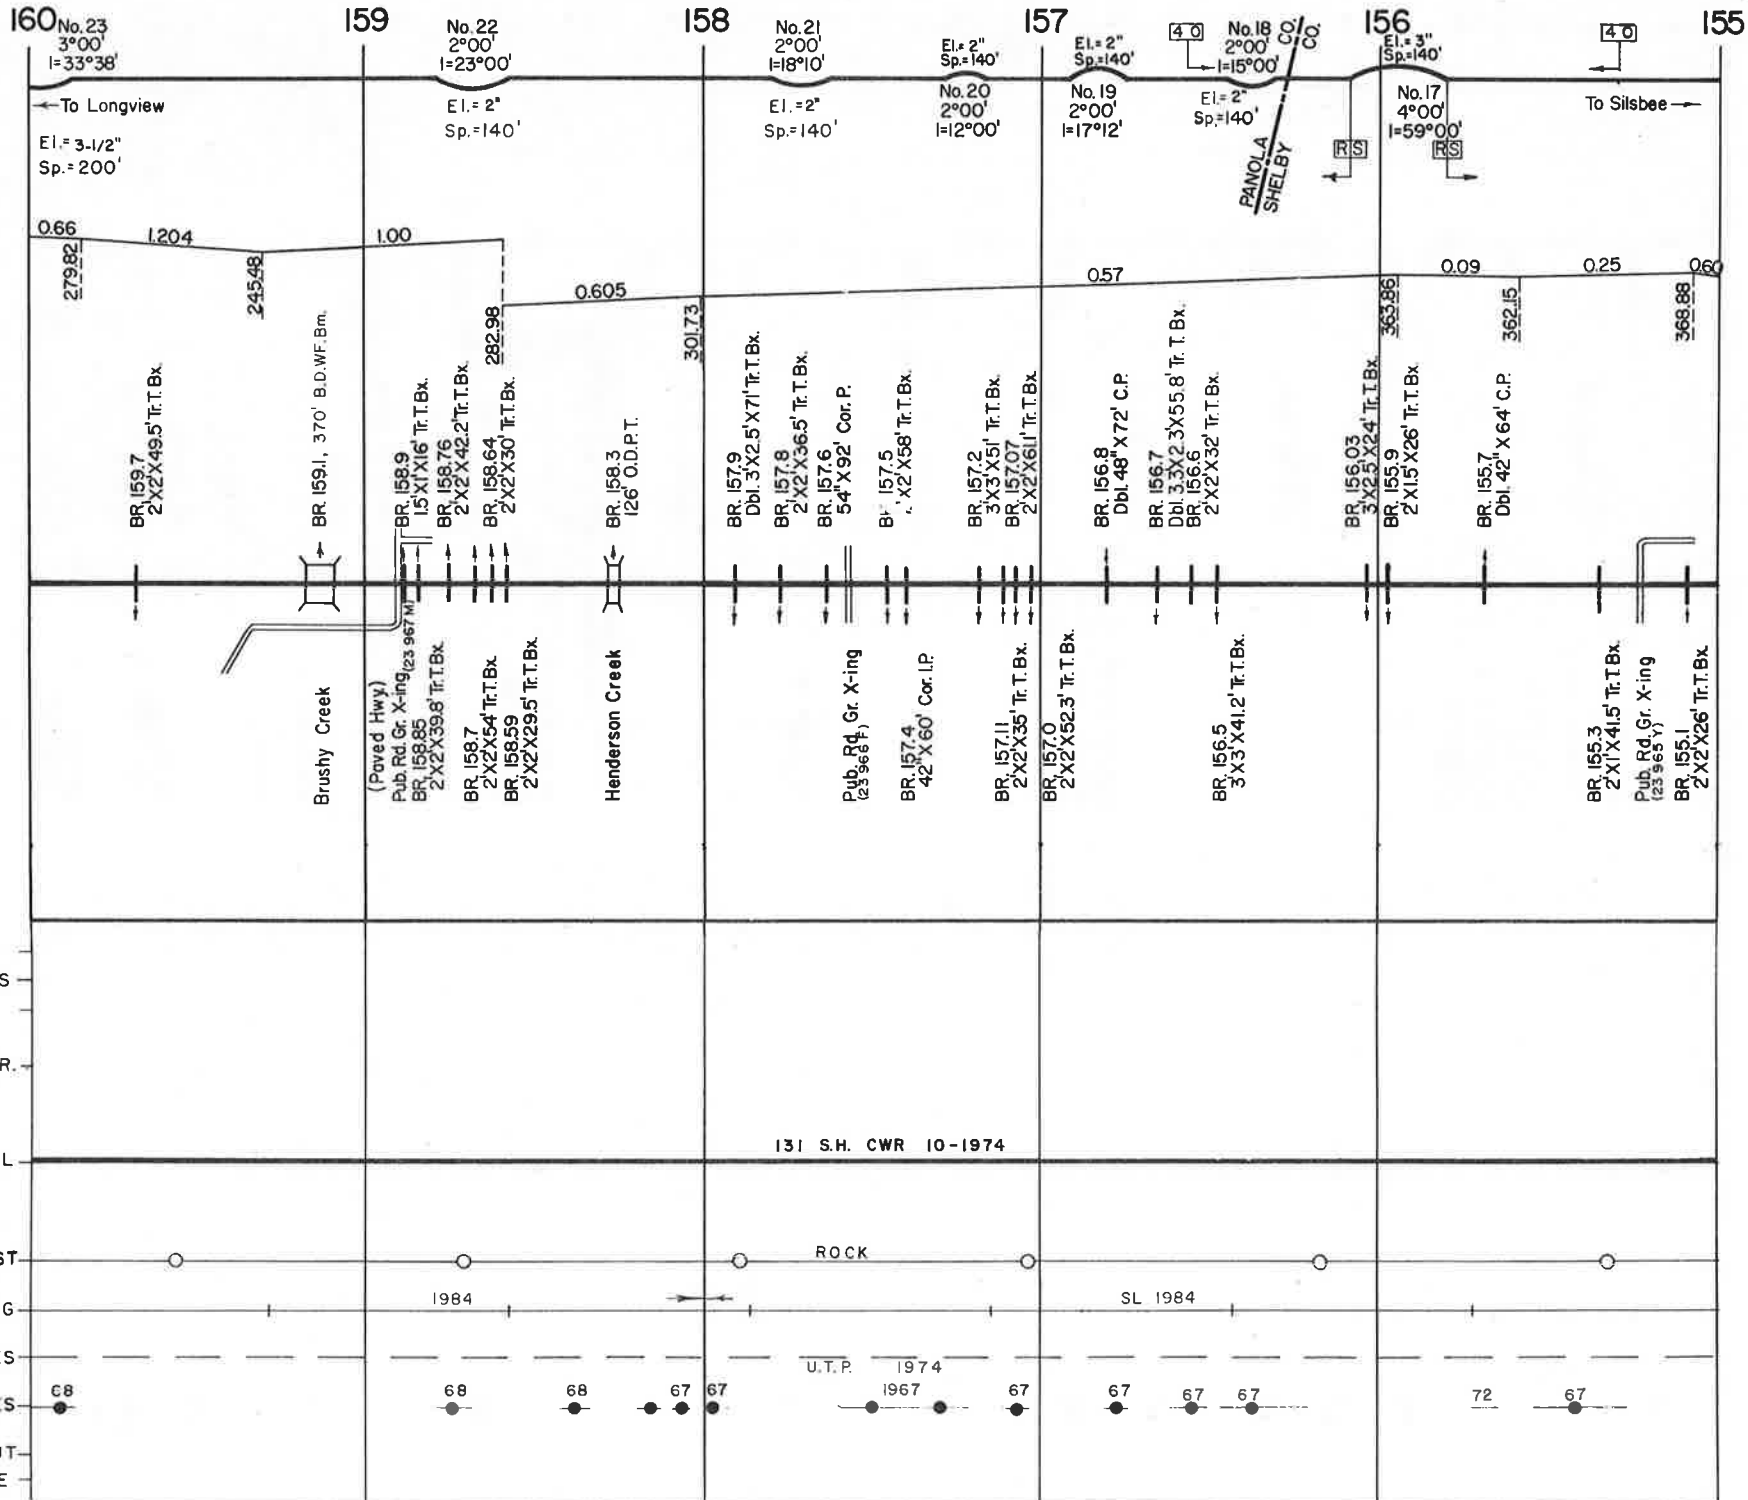 160
159
158
157
156
155
No. 23
3°00'
I=33°38'
No. 22
2°00'
I=23°00'
No. 21
2°00'
I=18°10'
El.= 2"
Sp.=140'
El.= 2"
Sp.=140'
40
No. 18
2°00'
I=15°00'
CO.
CO.
El.= 3"
Sp.=140'
40
←To Longview
El.= 3-1/2"
Sp.= 200'
El.= 2"
Sp.=140'
El.= 2"
Sp.=140'
No. 20
2°00'
I=12°00'
No. 19
2°00'
I=17°12'
El.= 2"
Sp.=140'
PANOLA
SHELBY
RS
No. 17
4°00'
I=59°00'
RS
To Silsbee→
0.66
1.204
1.00
0.605
0.57
0.09
0.25
0.60
279.82
245.48
282.98
301.73
363.86
362.15
368.88
BR. 159.7
2'X2'X49.5' Tr.T.Bx.
BR. 159.1, 370' B.D.WF.Bm.
BR. 158.9
1.5'X1'X16' Tr.T.Bx.
BR. 158.76
2'X2'X42.2' Tr.T.Bx.
BR. 158.64
2'X2'X30' Tr.T.Bx.
BR. 158.3
126' O.D.P.T.
BR. 157.9
Dbl. 3'X2.5'X71' Tr.T.Bx.
BR. 157.8
2'X2'X36.5' Tr.T.Bx.
BR. 157.6
54"X92' Cor. P.
157.5
X2'X58' Tr.T.Bx.
BR. 157.2
3'X3'X51' Tr.T.Bx.
BR. 157.07
2'X2'X61.1' Tr.T.Bx.
BR. 156.8
Dbl. 48"X72' C.P.
BR. 156.7
Dbl. 3.3'X2.3'X55.8' Tr.T.Bx.
BR. 156.6
2'X2'X32' Tr.T.Bx.
BR. 156.03
3'X2.5'X24' Tr.T.Bx.
BR. 155.9
2'X1.5'X26' Tr.T.Bx.
BR. 155.7
Dbl. 42"X64' C.P.
Brushy Creek
(Paved Hwy.)
Pub. Rd. Gr. X-ing (23 967 M)
BR. 158.85
2'X2'X39.8' Tr.T.Bx.
BR. 158.7
2'X2'X54' Tr.T.Bx.
BR. 158.59
2'X2'X29.5' Tr.T.Bx.
Henderson Creek
Pub. Rd. Gr. X-ing
(23 966 F)
BR. 157.4
42"X60' Cor. I.P.
BR. 157.11
2'X2'X35' Tr.T.Bx.
BR. 157.0
2'X2'X52.3' Tr.T.Bx.
BR. 156.5
3'X3'X41.2' Tr.T.Bx.
BR. 155.3
2'X1'X41.5' Tr.T.Bx.
Pub. Rd. Gr. X-ing
(23 965 Y)
BR. 155.1
2'X2'X26' Tr.T.Bx.
S
R.
L
131 S.H. CWR 10-1974
ST
ROCK
G
1984
SL 1984
ES
U.T.P. 1974
68
68
67
67
1967
67
67
67
67
72
67
S
UT
E